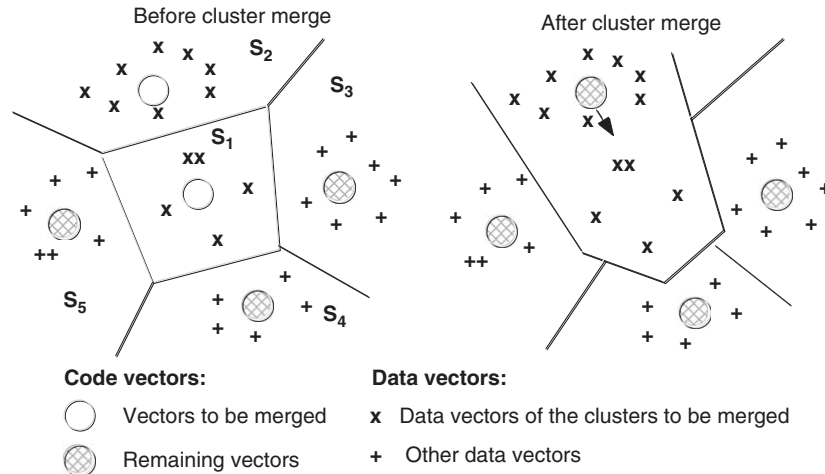 Before cluster merge
After cluster merge
S2
S3
S1
S5
S4
Code vectors:
Data vectors:
Vectors to be merged
x Data vectors of the clusters to be merged
Remaining vectors
+ Other data vectors